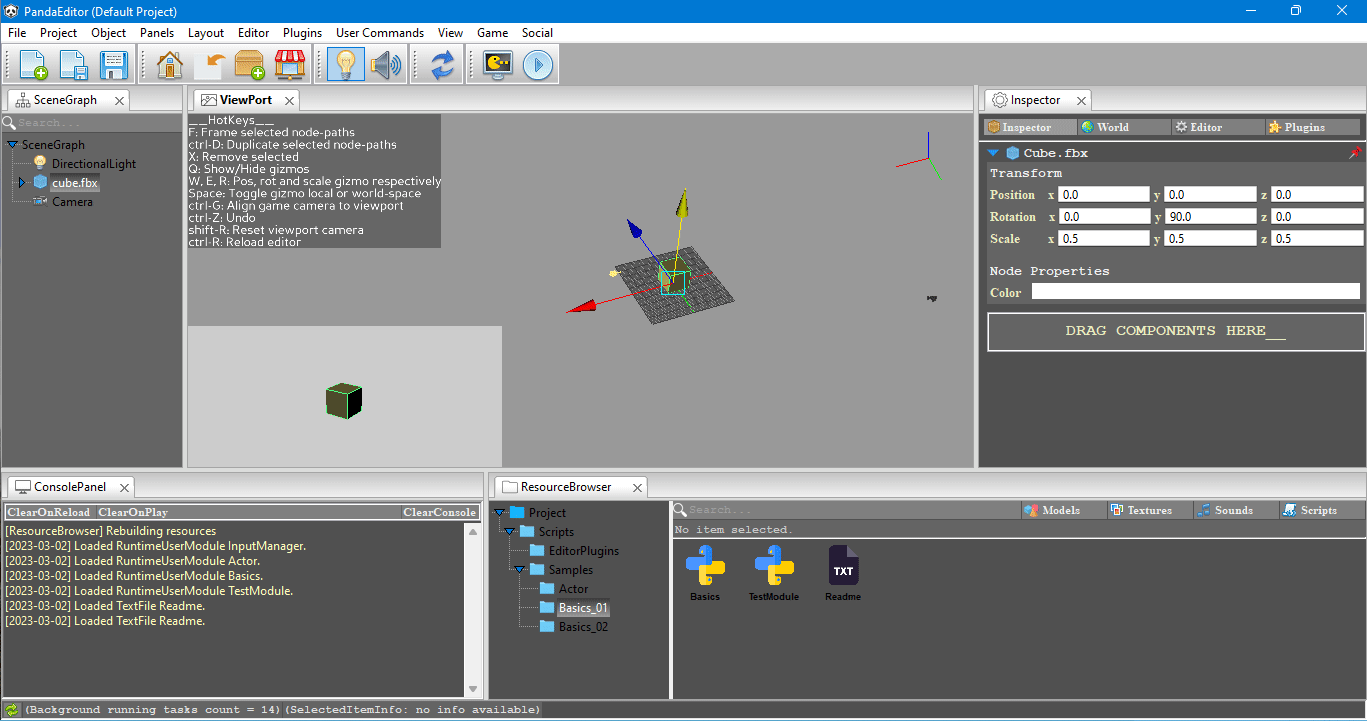 PandaEditor (Default Project)
File Project Object Panels Layout Editor Plugins User Commands View Game Social
SceneGraph
Search...
SceneGraph
DirectionalLight
cube.fbx
Camera
ViewPort
__HotKeys__
F: Frame selected node-paths
ctrl-D: Duplicate selected node-paths
X: Remove selected
Q: Show/Hide gizmos
W, E, R: Pos, rot and scale gizmo respectively
Space: Toggle gizmo local or world-space
ctrl-G: Align game camera to viewport
ctrl-Z: Undo
shift-R: Reset viewport camera
ctrl-R: Reload editor
Inspector
Inspector World Editor Plugins
Cube.fbx
Transform
Position x 0.0 y 0.0 z 0.0
Rotation x 0.0 y 90.0 z 0.0
Scale x 0.5 y 0.5 z 0.5
Node Properties
Color
DRAG COMPONENTS HERE__
ConsolePanel
ClearOnReload ClearOnPlay ClearConsole
[ResourceBrowser] Rebuilding resources
[2023-03-02] Loaded RuntimeUserModule InputManager.
[2023-03-02] Loaded RuntimeUserModule Actor.
[2023-03-02] Loaded RuntimeUserModule Basics.
[2023-03-02] Loaded RuntimeUserModule TestModule.
[2023-03-02] Loaded TextFile Readme.
[2023-03-02] Loaded TextFile Readme.
ResourceBrowser
Project
Scripts
EditorPlugins
Samples
Actor
Basics_01
Basics_02
Search... Models Textures Sounds Scripts
No item selected.
TXT
Basics TestModule Readme
(Background running tasks count = 14) (SelectedItemInfo: no info available)